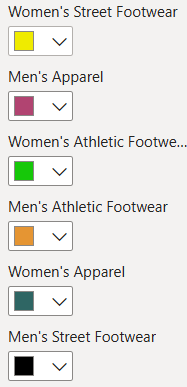 Women's Street Footwear
Men's Apparel
Women's Athletic Footwe...
Men's Athletic Footwear
Women's Apparel
Men's Street Footwear